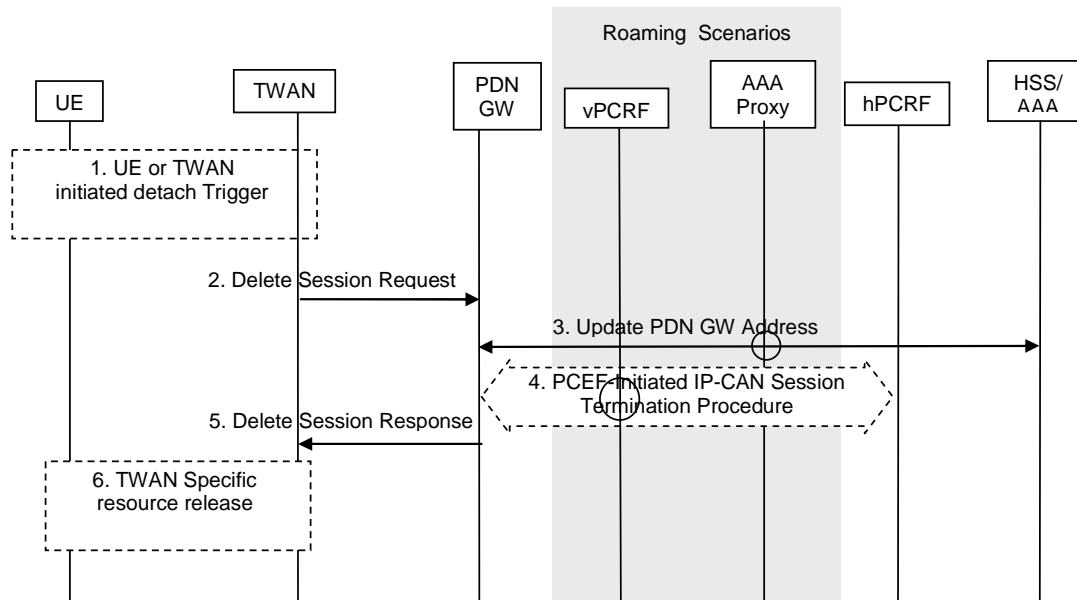 Roaming Scenarios
UE
TWAN
PDN
GW
vPCRF
AAA
Proxy
hPCRF
HSS/
AAA
1. UE or TWAN
initiated detach Trigger
2. Delete Session Request
3. Update PDN GW Address
4. PCEF-Initiated IP-CAN Session
Termination Procedure
5. Delete Session Response
6. TWAN Specific
resource release